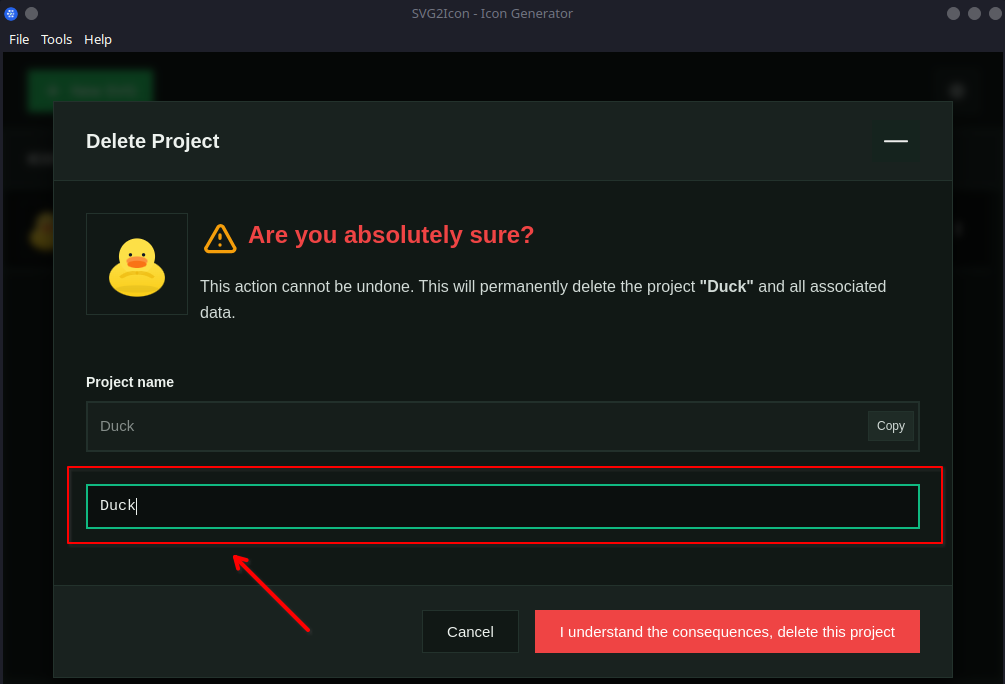 SVG2Icon - Icon Generator
File Tools Help
Delete Project
Are you absolutely sure?
This action cannot be undone. This will permanently delete the project "Duck" and all associated
data.
Project name
Duck
Copy
Duck
Cancel
I understand the consequences, delete this project